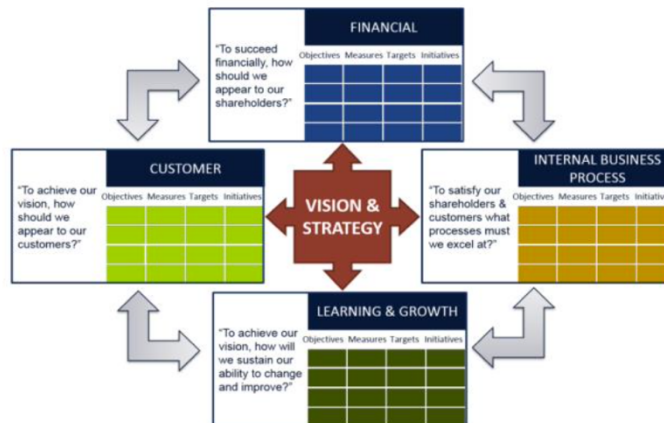 FINANCIAL
“To succeed
financially, how
should we
appear to our
shareholders?”
Objectives Measures Targets Initiatives
CUSTOMER
“To achieve our
vision, how
should we
appear to our
customers?”
Objectives Measures Targets Initiatives
VISION &
STRATEGY
INTERNAL BUSINESS
PROCESS
“To satisfy our
shareholders &
customers what
processes must
we excel at?”
Objectives Measures Targets Initiative
LEARNING & GROWTH
“To achieve our
vision, how will
we sustain our
ability to change
and improve?”
Objectives Measures Targets Initiatives